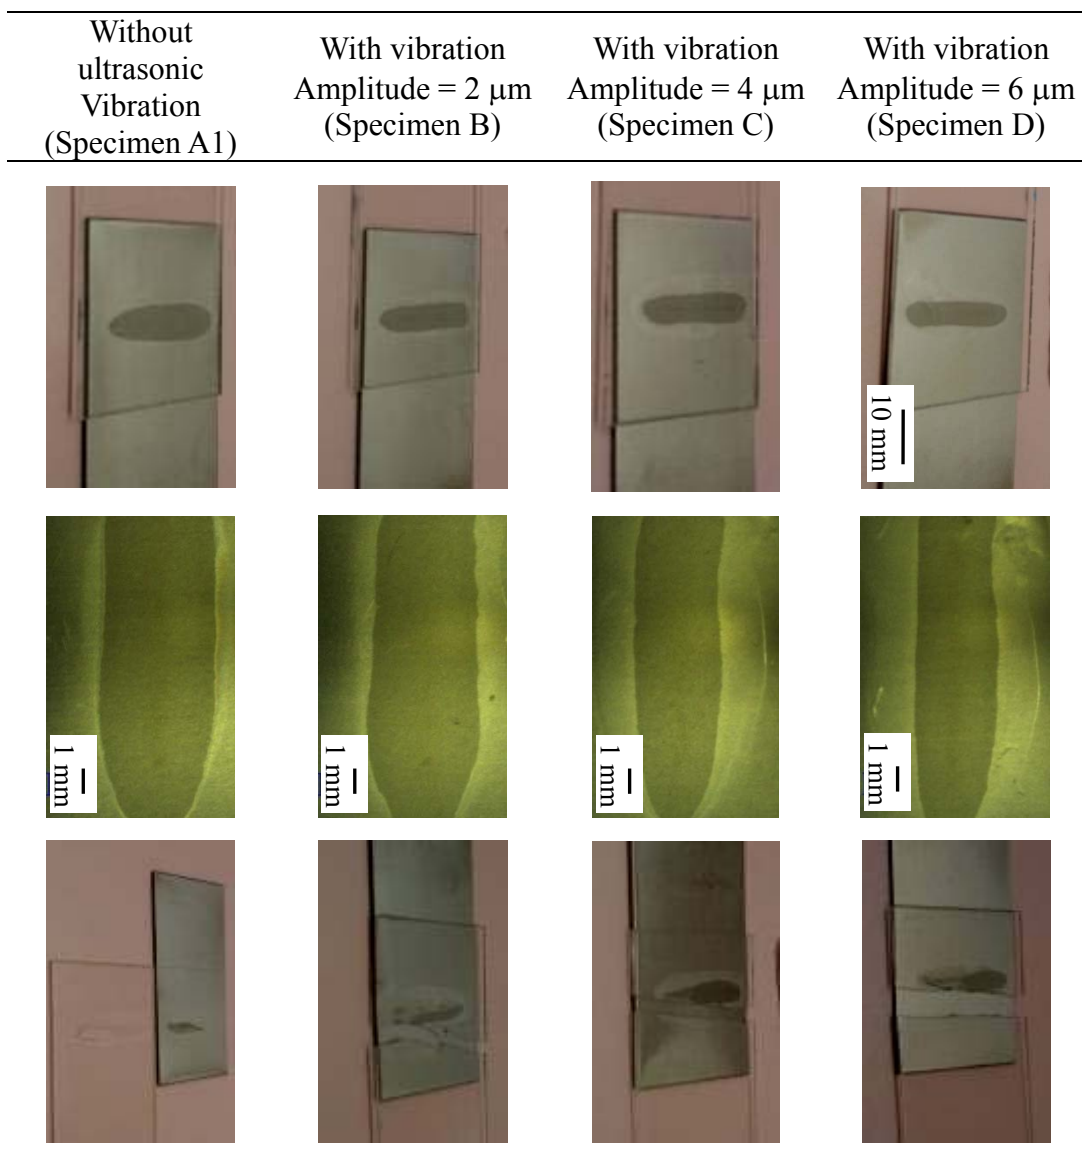 Without
ultrasonic
Vibration
(Specimen A1)
With vibration
Amplitude = 2 μm
(Specimen B)
With vibration
Amplitude = 4 μm
(Specimen C)
With vibration
Amplitude = 6 μm
(Specimen D)
10 mm
1 mm
1 mm
1 mm
1 mm